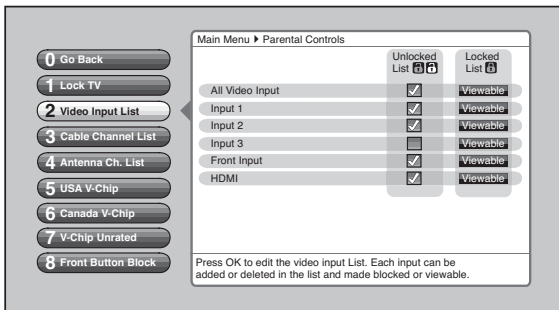 Main Menu ▶ Parental Controls
0 Go Back
1 Lock TV
2 Video Input List
3 Cable Channel List
4 Antenna Ch. List
5 USA V-Chip
6 Canada V-Chip
7 V-Chip Unrated
8 Front Button Block
Unlocked List
Locked List
All Video Input Viewable
Input 1 Viewable
Input 2 Viewable
Input 3 Viewable
Front Input Viewable
HDMI Viewable
Press OK to edit the video input List. Each input can be
added or deleted in the list and made blocked or viewable.